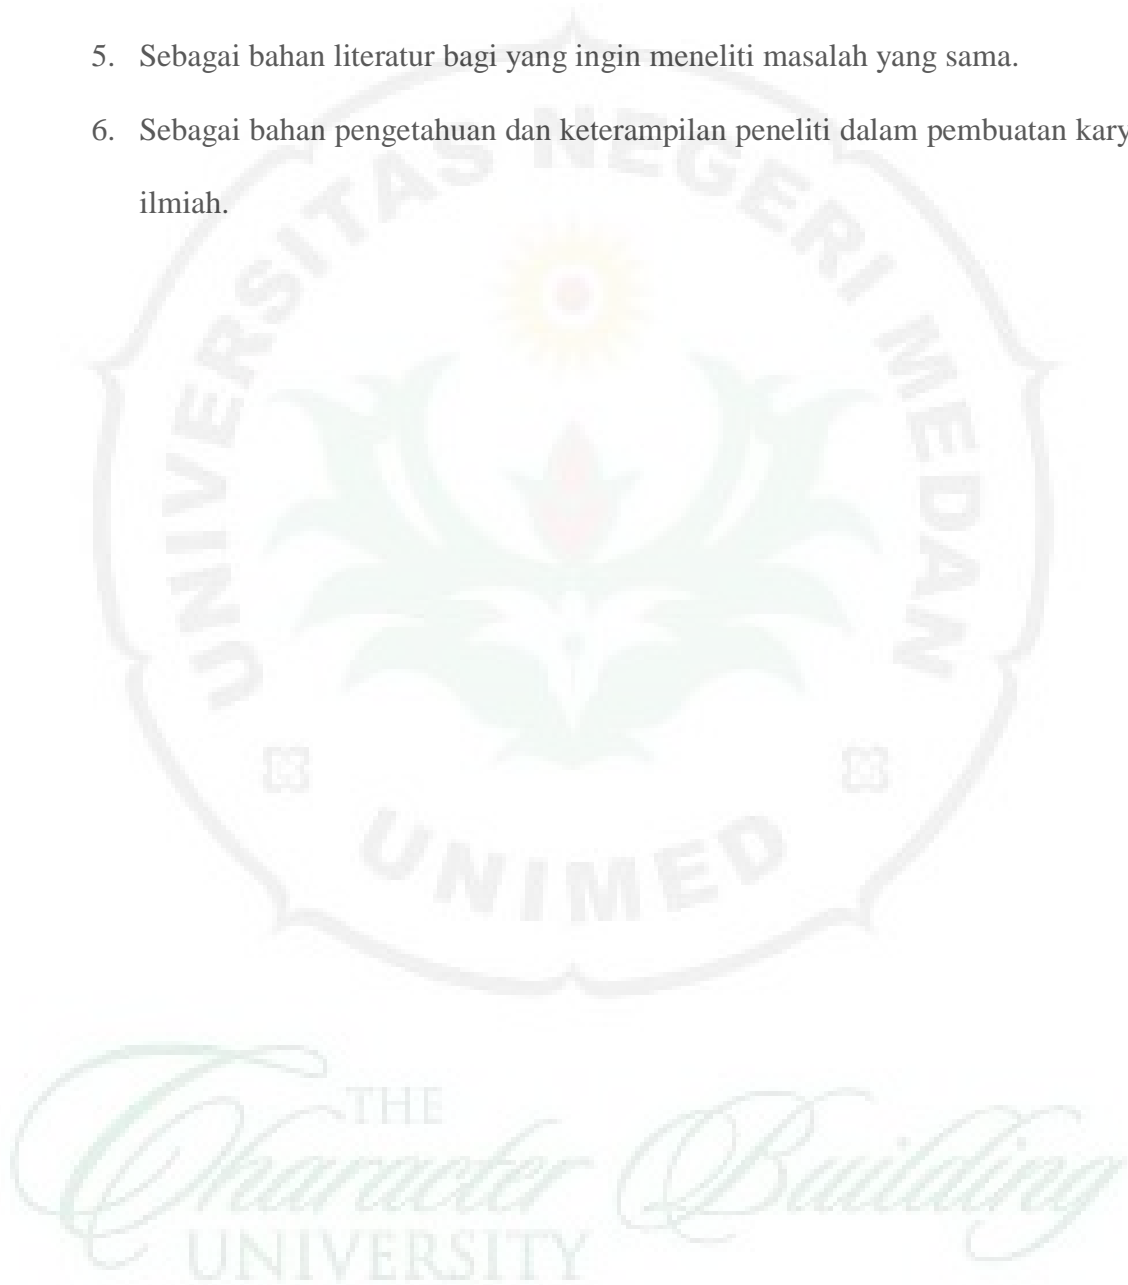 5. Sebagai bahan literatur bagi yang ingin meneliti masalah yang sama.
6. Sebagai bahan pengetahuan dan keterampilan peneliti dalam pembuatan kary
ilmiah.
UNIVERSITAS NEGERI MEDAN
UNIMED
THE
Character Building
UNIVERSITY